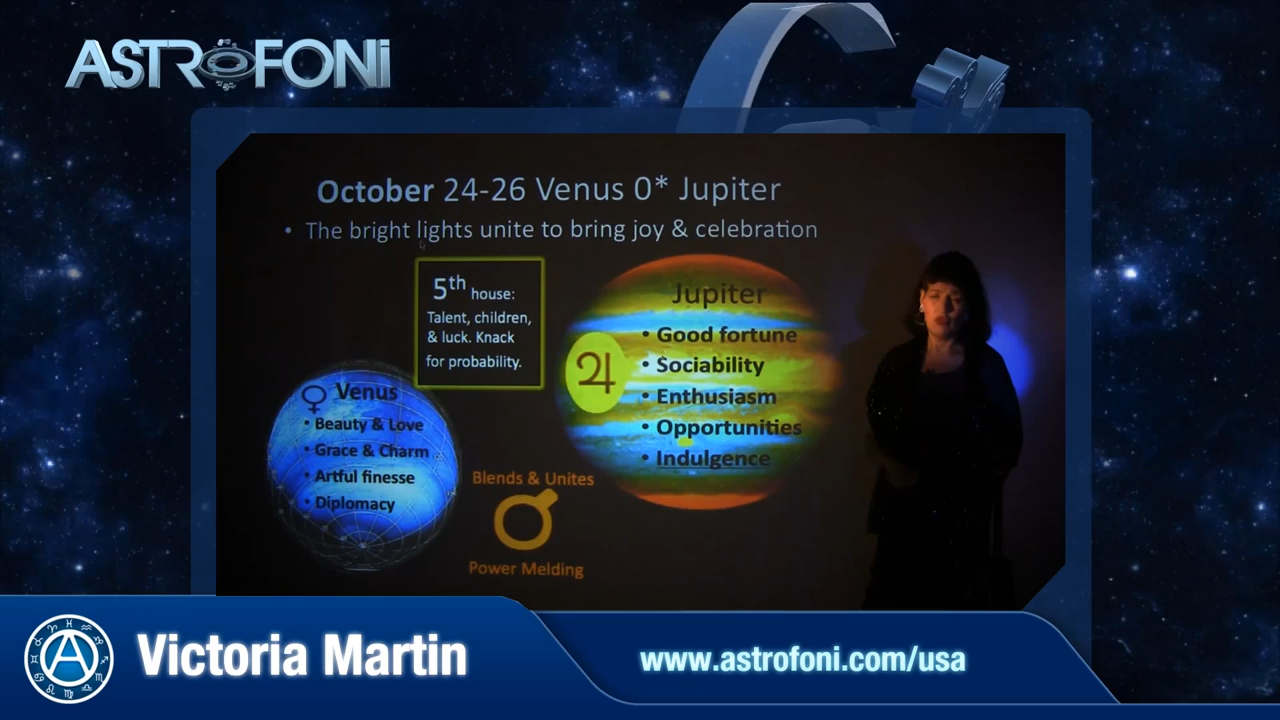 ASTROFONi
October 24-26 Venus 0* Jupiter
• The bright lights unite to bring joy & celebration
5th house:
Talent, children,
& luck. Knack
for probability.
Jupiter
• Good fortune
• Sociability
• Enthusiasm
• Opportunities
• Indulgence
♃
♀ Venus
• Beauty & Love
• Grace & Charm
• Artful finesse
• Diplomacy
Blends & Unites
Power Melding
Victoria Martin
www.astrofoni.com/usa